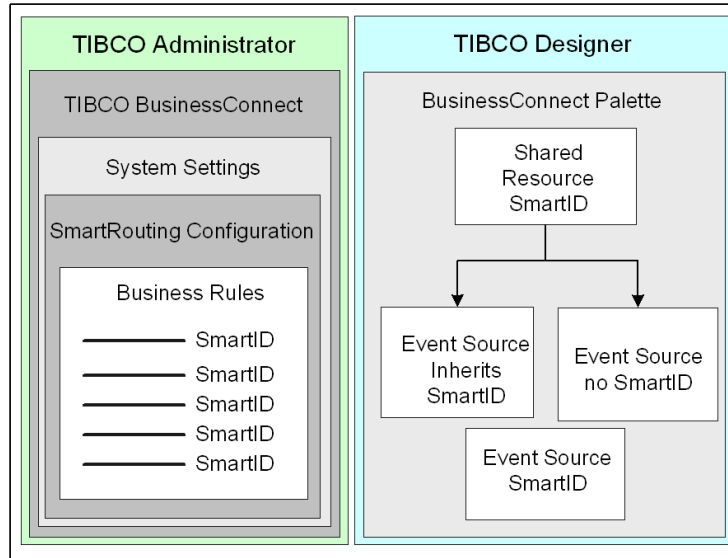 TIBCO Administrator
TIBCO BusinessConnect
System Settings
SmartRouting Configuration
Business Rules
SmartID
SmartID
SmartID
SmartID
SmartID
TIBCO Designer
BusinessConnect Palette
Shared
Resource
SmartID
Event Source
Inherits
SmartID
Event Source
no SmartID
Event Source
SmartID